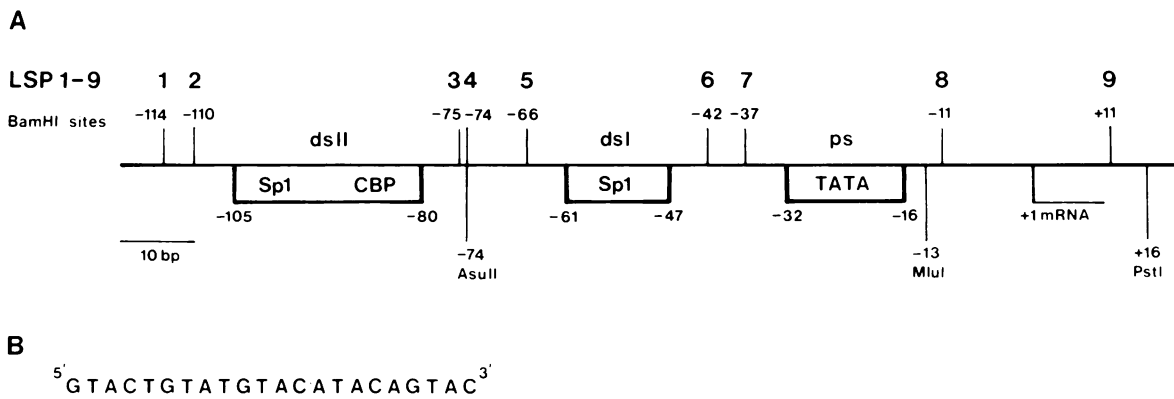 A
LSP 1-9 1 2 3 4 5 6 7 8 9
BamHI sites -114 -110 -75 -74 -66 -42 -37 -11 +11
dsII dsI ps
Sp1 CBP Sp1 TATA
-105 -80 -61 -47 -32 -16 +1 mRNA
10 bp -74 -13 +16
AsuII MluI PstI
B
5' GTACTGTATGTACATACAGTAC 3'